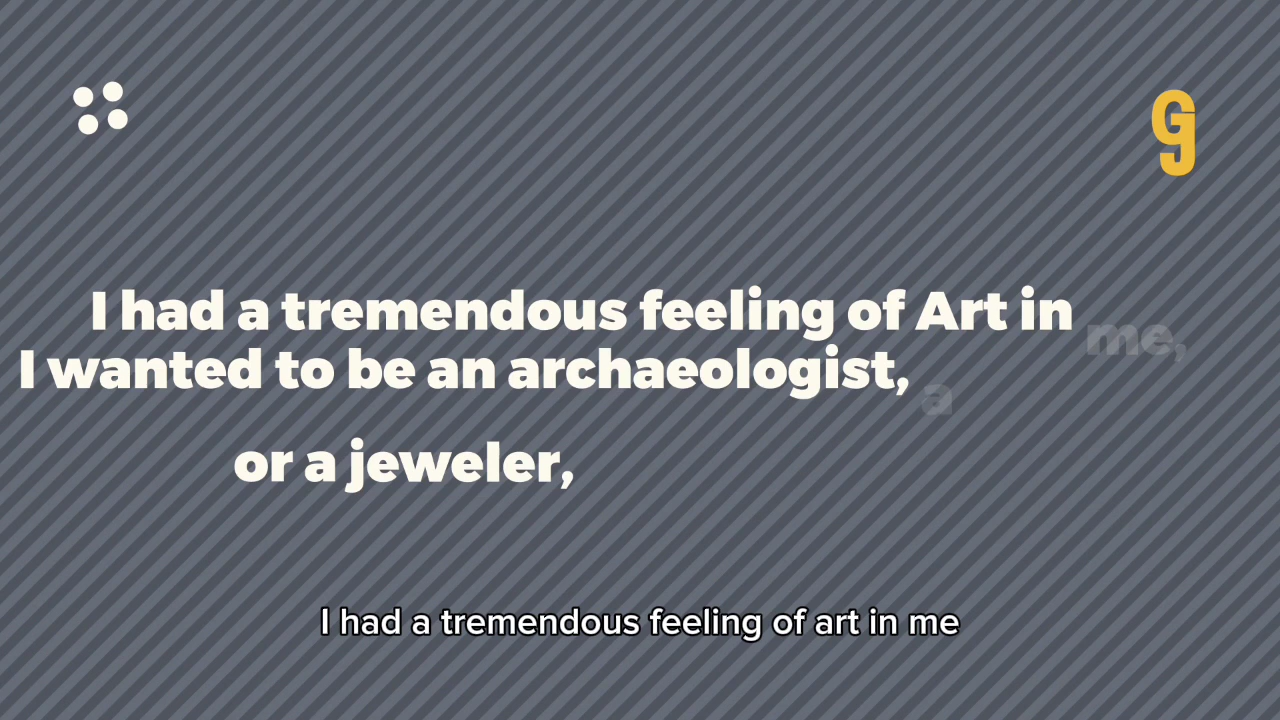 I had a tremendous feeling of Art in me,
I wanted to be an archaeologist, a
or a jeweler,
I had a tremendous feeling of art in me